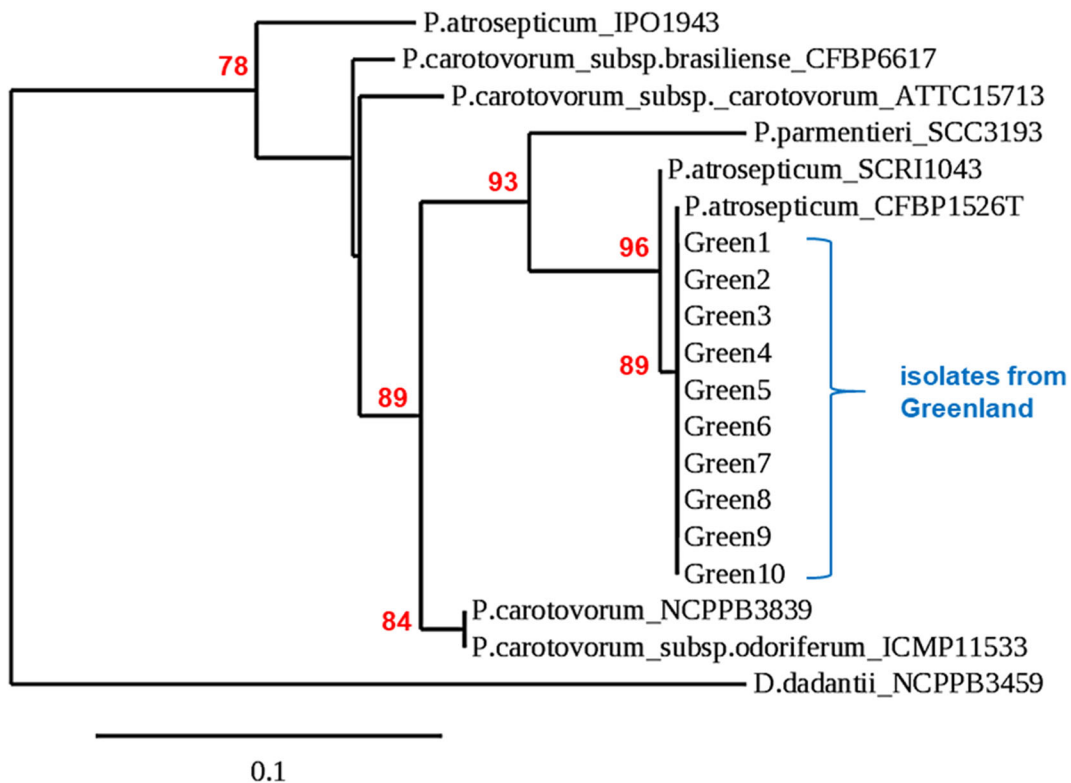 P.atrosepticum_IPO1943
78
P.carotovorum_subsp.brasiliense_CFBP6617
P.carotovorum_subsp._carotovorum_ATTC15713
P.parmentieri_SCC3193
93
P.atrosepticum_SCRI1043
P.atrosepticum_CFBP1526T
96
Green1
Green2
Green3
Green4
89
Green5
isolates from
Greenland
89
Green6
Green7
Green8
Green9
Green10
84
P.carotovorum_NCPPB3839
P.carotovorum_subsp.odoriferum_ICMP11533
D.dadantii_NCPPB3459
0.1